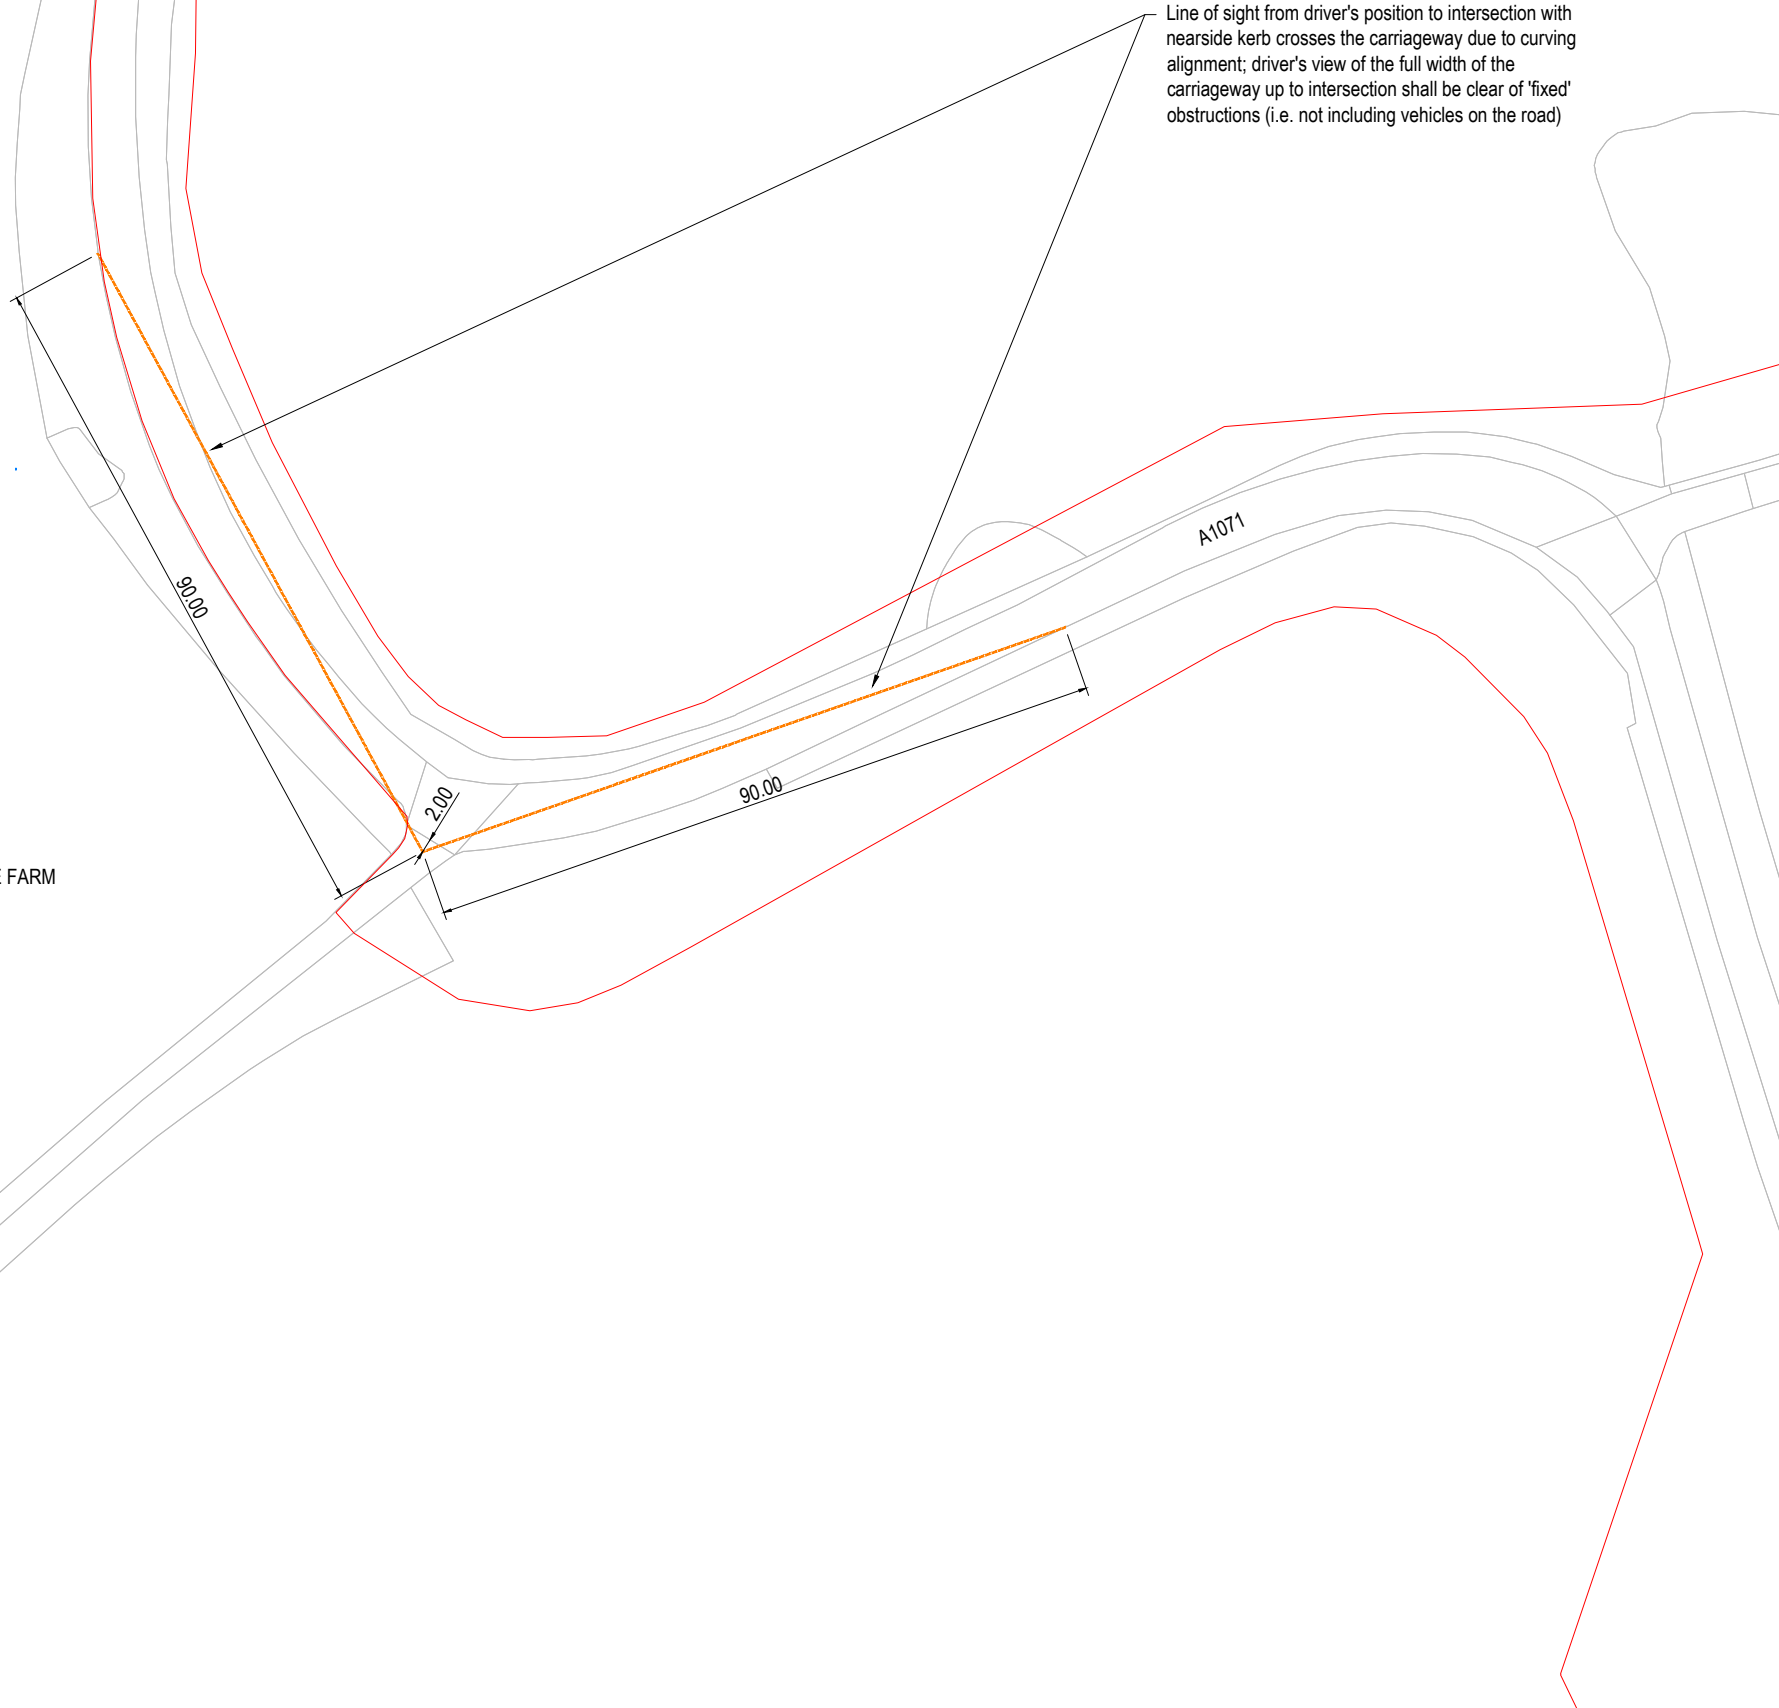 Line of sight from driver's position to intersection with
nearside kerb crosses the carriageway due to curving
alignment; driver's view of the full width of the
carriageway up to intersection shall be clear of 'fixed'
obstructions (i.e. not including vehicles on the road)
A1071
90.00
90.00
2.00
FARM